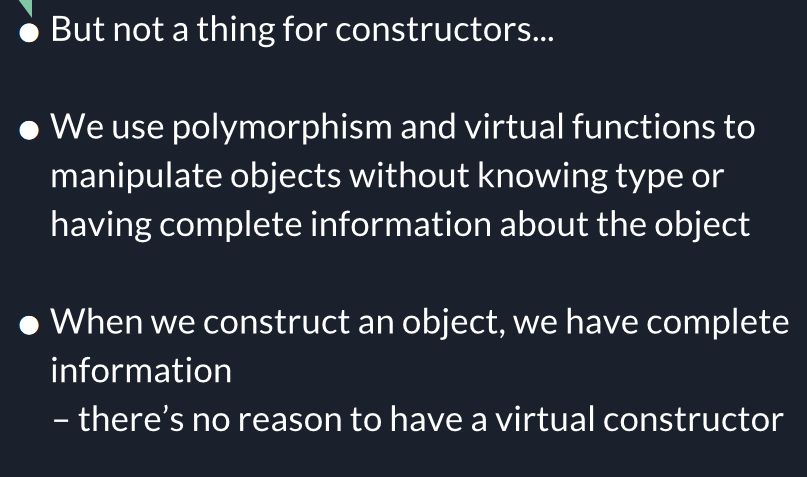 ● But not a thing for constructors...
● We use polymorphism and virtual functions to
manipulate objects without knowing type or
having complete information about the object
● When we construct an object, we have complete
information
– there’s no reason to have a virtual constructor